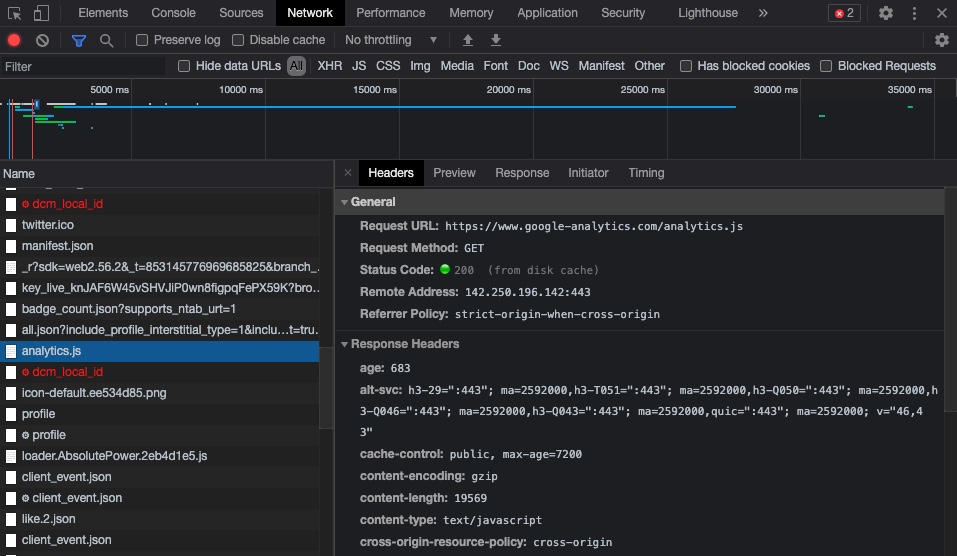 Elements Console Sources Network Performance Memory Application Security Lighthouse » 2
Preserve log Disable cache No throttling
Filter Hide data URLs All XHR JS CSS Img Media Font Doc WS Manifest Other Has blocked cookies Blocked Requests
5000 ms 10000 ms 15000 ms 20000 ms 25000 ms 30000 ms 35000 ms
Name
dcm_local_id
twitter.ico
manifest.json
_r?sdk=web2.56.2&_t=853145776969685825&branch_.
key_live_knJAF6W45vSHVJiP0wn8figpqFePX59K?bro...
badge_count.json?supports_ntab_urt=1
all.json?include_profile_interstitial_type=1&inclu...t=tru.
analytics.js
dcm_local_id
icon-default.ee534d85.png
profile
profile
loader.AbsolutePower.2eb4d1e5.js
client_event.json
client_event.json
like.2.json
client_event.json
Headers Preview Response Initiator Timing
General
Request URL: https://www.google-analytics.com/analytics.js
Request Method: GET
Status Code: 200 (from disk cache)
Remote Address: 142.250.196.142:443
Referrer Policy: strict-origin-when-cross-origin
Response Headers
age: 683
alt-svc: h3-29=":443"; ma=2592000,h3-T051=":443"; ma=2592000,h3-Q050=":443"; ma=2592000,h
3-Q046=":443"; ma=2592000,h3-Q043=":443"; ma=2592000,quic=":443"; ma=2592000; v="46,4
3"
cache-control: public, max-age=7200
content-encoding: gzip
content-length: 19569
content-type: text/javascript
cross-origin-resource-policy: cross-origin